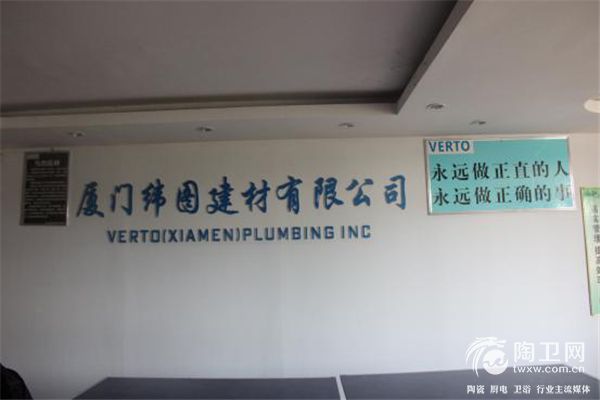 厦门纬图建材有限公司
VERTO(XIAMEN)PLUMBING INC
VERTO
永远做正直的人
永远做正确的事
陶卫网
www.twxw.com.cn
陶瓷 厨电 卫浴 行业主流媒体